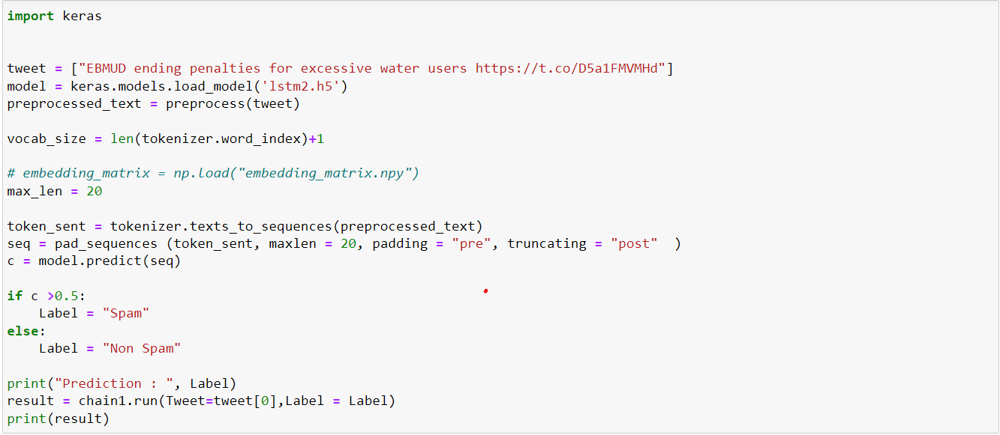 import keras
tweet = ["EBMUD ending penalties for excessive water users https://t.co/D5a1FMVMHd"]
model = keras.models.load_model('lstm2.h5')
preprocessed_text = preprocess(tweet)
vocab_size = len(tokenizer.word_index)+1
# embedding_matrix = np.load("embedding_matrix.npy")
max_len = 20
token_sent = tokenizer.texts_to_sequences(preprocessed_text)
seq = pad_sequences (token_sent, maxlen = 20, padding = "pre", truncating = "post"  )
c = model.predict(seq)
if c >0.5:
    Label = "Spam"
else:
    Label = "Non Spam"
print("Prediction : ", Label)
result = chain1.run(Tweet=tweet[0],Label = Label)
print(result)